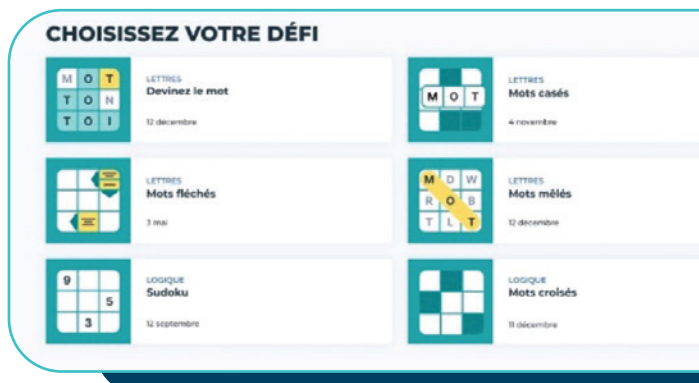 CHOISISSEZ VOTRE DÉFI
M O T
T O N
T O I
LETTRES
Devinez le mot
12 décembre
M O T
LETTRES
Mots casés
4 novembre
LETTRES
Mots fléchés
3 mai
M D W
R O B
T L T
LETTRES
Mots mêlés
12 décembre
9
5
3
LOGIQUE
Sudoku
12 septembre
LOGIQUE
Mots croisés
11 décembre